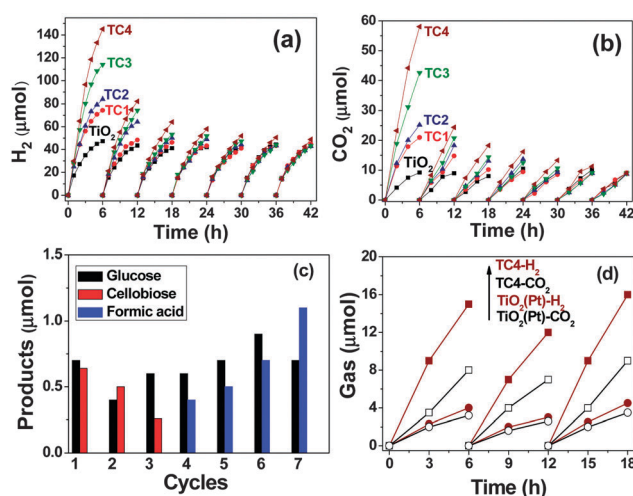 (a)
H₂ (μmol)
140
120
100
80
60
40
20
0
TC4
TC3
TC2
TC1
TiO₂
0 6 12 18 24 30 36 42
Time (h)
(b)
CO₂ (μmol)
60
50
40
30
20
10
0
TC4
TC3
TC2
TC1
TiO₂
0 6 12 18 24 30 36 42
Time (h)
(c)
Products (μmol)
1.5
1.0
0.5
0.0
Glucose
Cellobiose
Formic acid
1 2 3 4 5 6 7
Cycles
(d)
Gas (μmol)
20
16
12
8
4
0
TC4-H₂
TC4-CO₂
TiO₂(Pt)-H₂
TiO₂(Pt)-CO₂
0 3 6 9 12 15 18
Time (h)